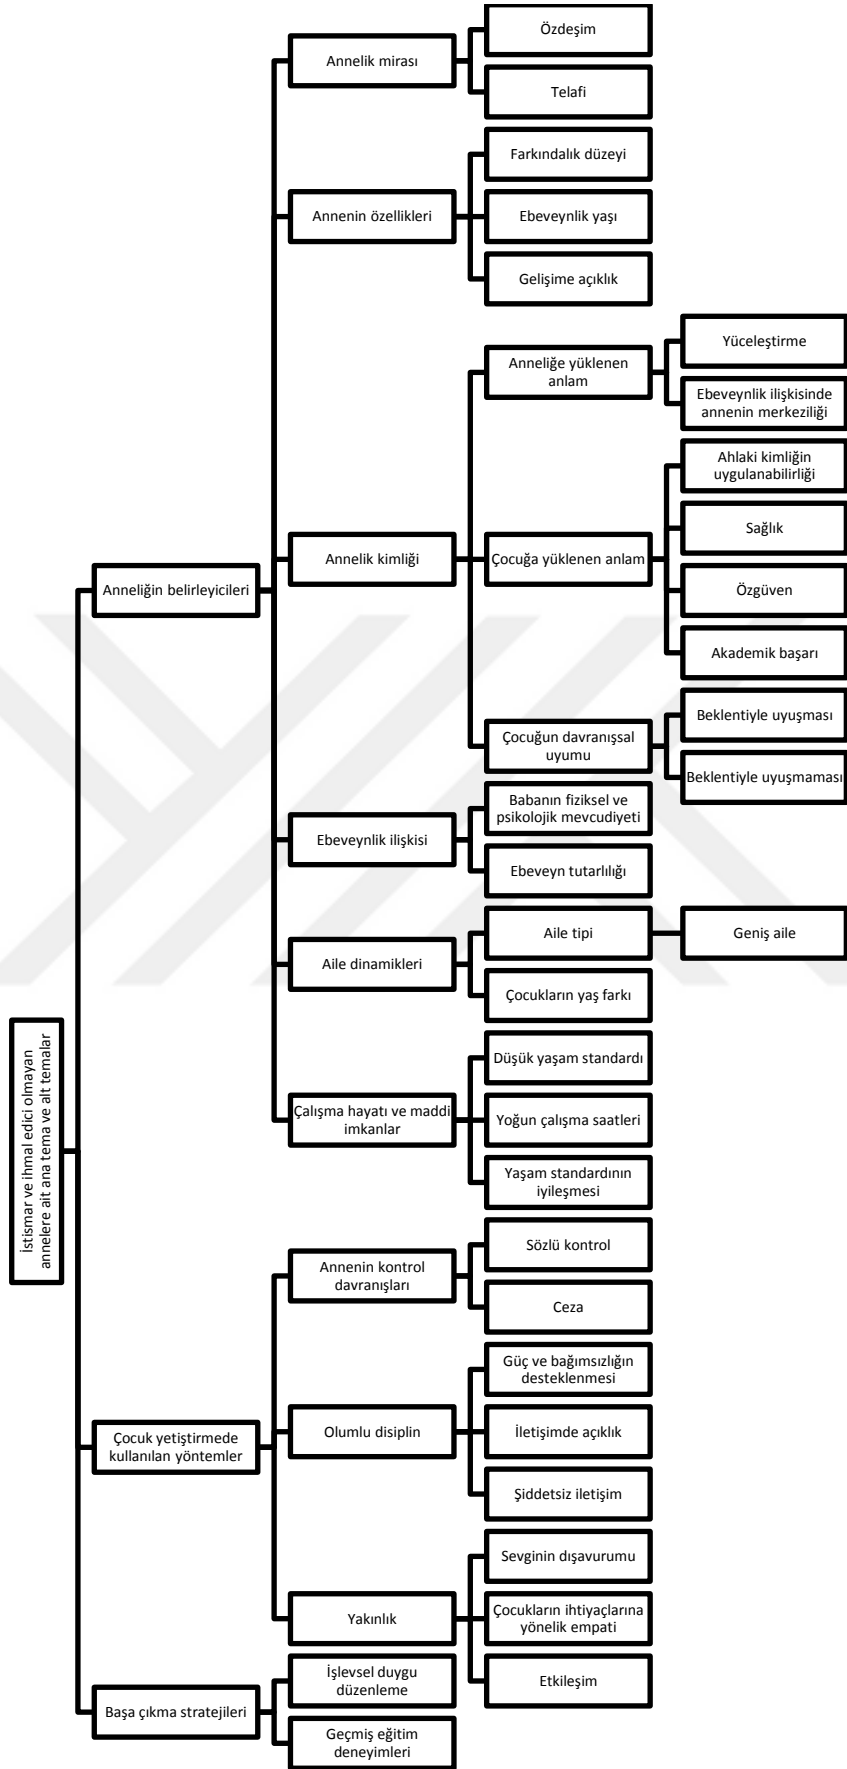 İstismar ve ihmal edici olmayan
annelere ait ana tema ve alt temalar
Anneliğin belirleyicileri
Annelik mirası
Özdeşim
Telafi
Annenin özellikleri
Farkındalık düzeyi
Ebeveynlik yaşı
Gelişime açıklık
Annelik kimliği
Anneliğe yüklenen
anlam
Yüceleştirme
Ebeveynlik ilişkisinde
annenin merkeziliği
Çocuğa yüklenen anlam
Ahlaki kimliğin
uygulanabilirliği
Sağlık
Özgüven
Akademik başarı
Çocuğun davranışsal
uyumu
Beklentiyle uyuşması
Beklentiyle uyuşmaması
Ebeveynlik ilişkisi
Babanın fiziksel ve
psikolojik mevcudiyeti
Ebeveyn tutarlılığı
Aile dinamikleri
Aile tipi
Geniş aile
Çocukların yaş farkı
Çalışma hayatı ve maddi
imkanlar
Düşük yaşam standardı
Yoğun çalışma saatleri
Yaşam standardının
iyileşmesi
Çocuk yetiştirmede
kullanılan yöntemler
Annenin kontrol
davranışları
Sözlü kontrol
Ceza
Olumlu disiplin
Güç ve bağımsızlığın
desteklenmesi
İletişimde açıklık
Şiddetsiz iletişim
Yakınlık
Sevginin dışavurumu
Çocukların ihtiyaçlarına
yönelik empati
Etkileşim
Başa çıkma stratejileri
İşlevsel duygu
düzenleme
Geçmiş eğitim
deneyimleri